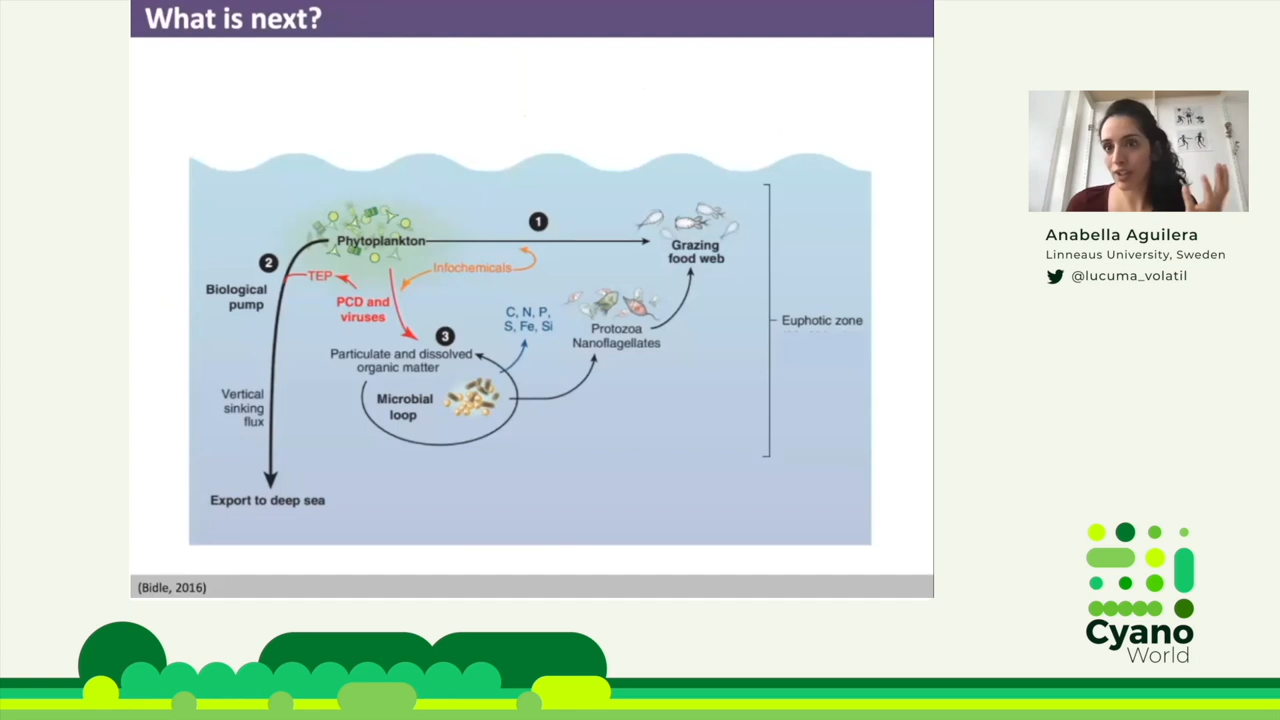 What is next?
1
Phytoplankton
Grazing
food web
2
TEP
Infochemicals
Biological
pump
PCD and
viruses
C, N, P,
S, Fe, Si
Protozoa
Nanoflagellates
Euphotic zone
3
Particulate and dissolved
organic matter
Microbial
loop
Vertical
sinking
flux
Export to deep sea
(Bidle, 2016)
Anabella Aguilera
Linneaus University, Sweden
@lucuma_volatil
Cyano
World